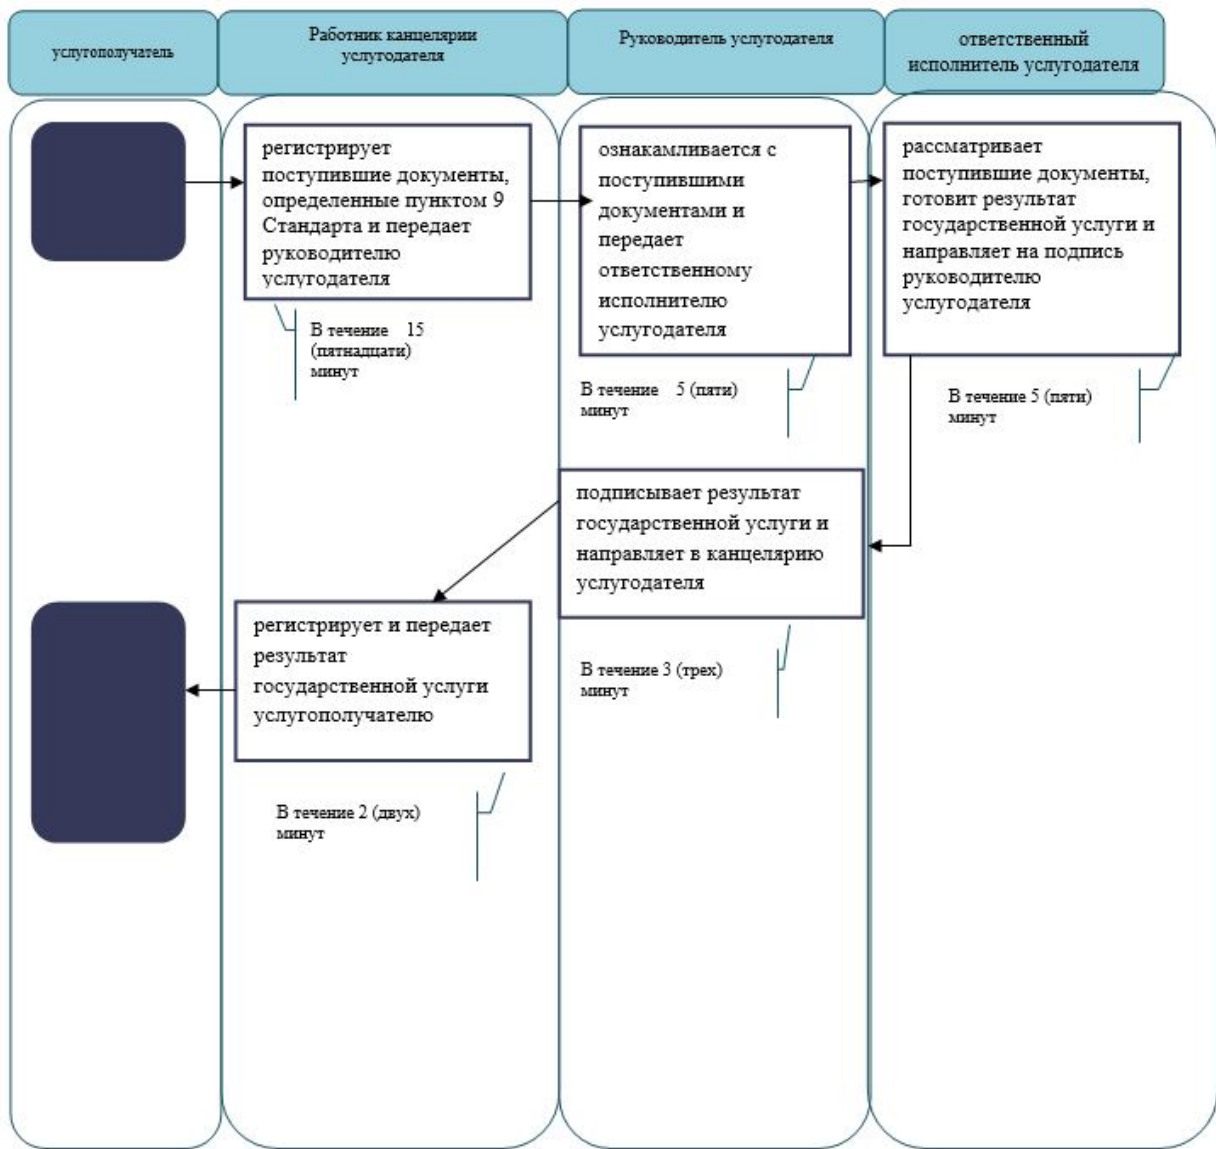 услугополучатель
Работник канцелярии
услугодателя
Руководитель услугодателя
ответственный
исполнитель услугодателя
регистрирует
поступившие документы,
определенные пунктом 9
Стандарта и передает
руководителю
услугодателя
В течение 15
(пятнадцати)
минут
ознакамливается с
поступившими
документами и
передает
ответственному
исполнителю
услугодателя
В течение 5 (пяти)
минут
рассматривает
поступившие документы,
готовит результат
государственной услуги и
направляет на подпись
руководителю
услугодателя
В течение 5 (пяти)
минут
подписывает результат
государственной услуги и
направляет в канцелярию
услугодателя
В течение 3 (трех)
минут
регистрирует и передает
результат
государственной услуги
услугополучателю
В течение 2 (двух)
минут